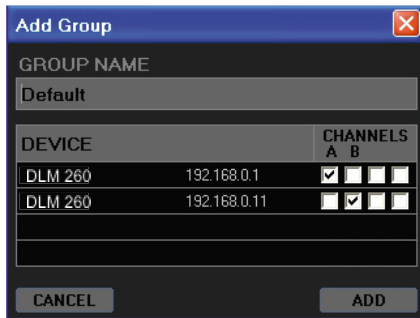 Add Group
GROUP NAME
Default
DEVICE CHANNELS
A B
DLM 260 192.168.0.1
DLM 260 192.168.0.11
CANCEL ADD